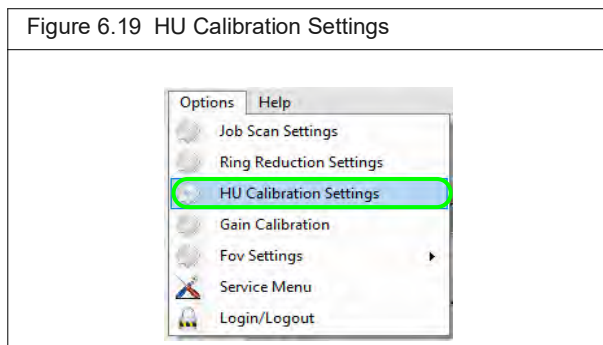 Figure 6.19 HU Calibration Settings
Options Help
Job Scan Settings
Ring Reduction Settings
HU Calibration Settings
Gain Calibration
Fov Settings
Service Menu
Login/Logout